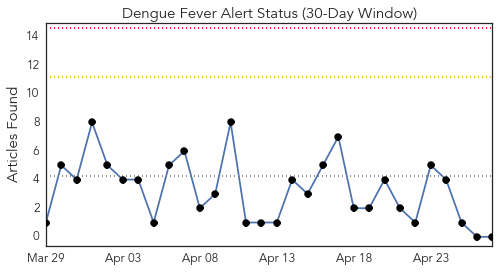 Dengue Fever Alert Status (30-Day Window)
Articles Found
14
12
10
8
6
4
2
0
Mar 29 Apr 03 Apr 08 Apr 13 Apr 18 Apr 23